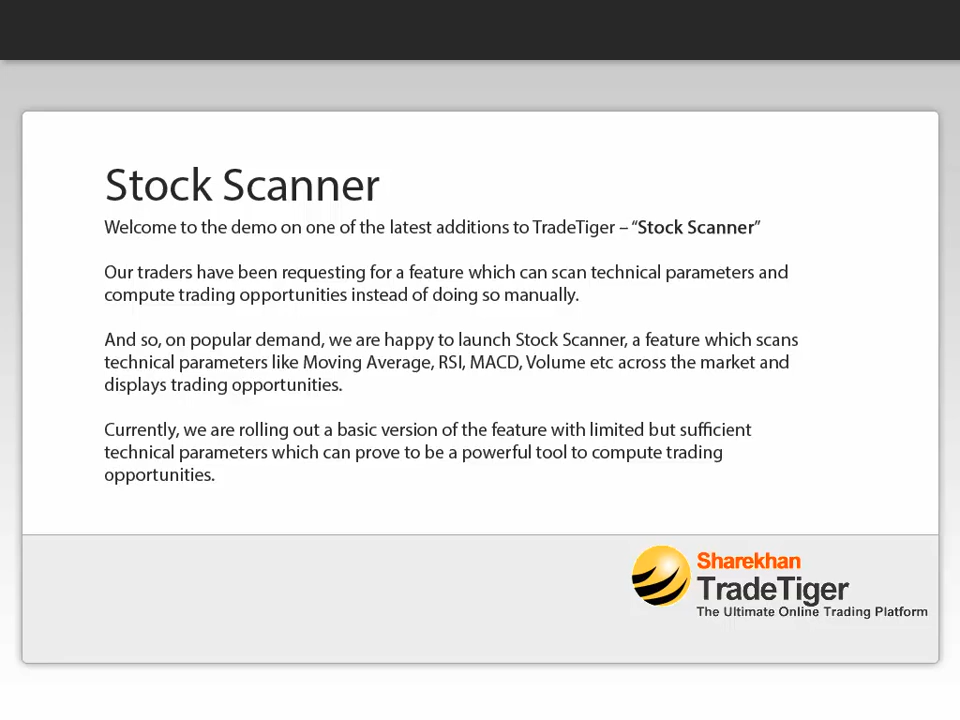 Stock Scanner
Welcome to the demo on one of the latest additions to TradeTiger – “Stock Scanner”
Our traders have been requesting for a feature which can scan technical parameters and
compute trading opportunities instead of doing so manually.
And so, on popular demand, we are happy to launch Stock Scanner, a feature which scans
technical parameters like Moving Average, RSI, MACD, Volume etc across the market and
displays trading opportunities.
Currently, we are rolling out a basic version of the feature with limited but sufficient
technical parameters which can prove to be a powerful tool to compute trading
opportunities.
Sharekhan
TradeTiger
The Ultimate Online Trading Platform